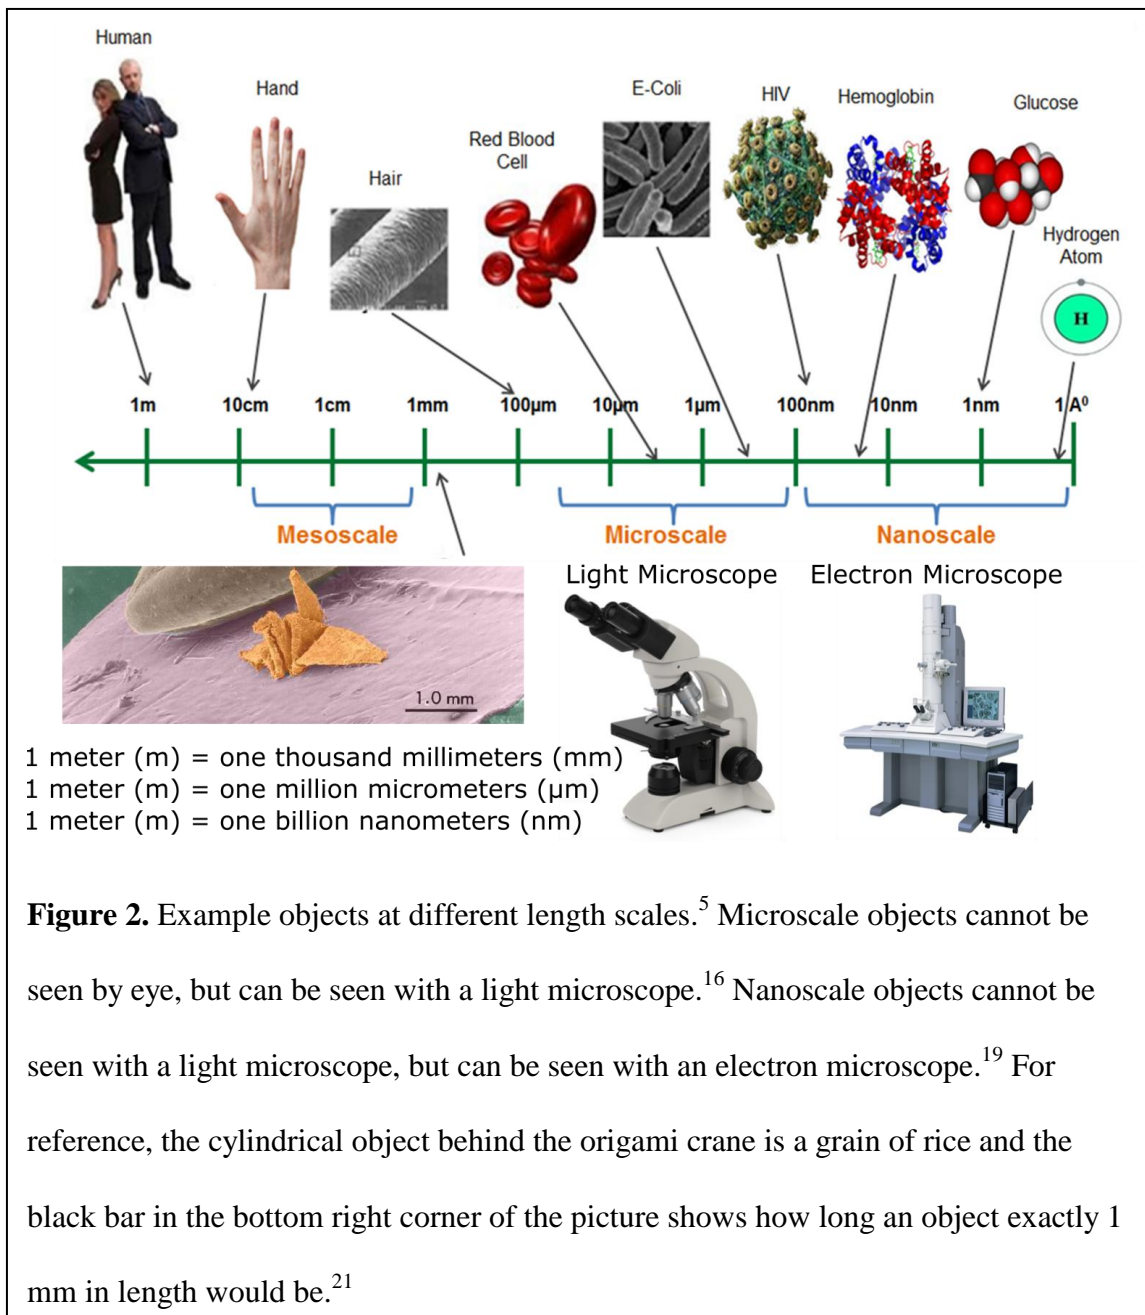 Human
Hand
Hair
Red Blood
Cell
E-Coli
HIV
Hemoglobin
Glucose
Hydrogen
Atom
H
1m
10cm
1cm
1mm
100µm
10µm
1µm
100nm
10nm
1nm
1 A⁰
Mesoscale
Microscale
Nanoscale
Light Microscope
Electron Microscope
1.0 mm
1 meter (m) = one thousand millimeters (mm)
1 meter (m) = one million micrometers (µm)
1 meter (m) = one billion nanometers (nm)
Figure 2. Example objects at different length scales.⁵ Microscale objects cannot be
seen by eye, but can be seen with a light microscope.¹⁶ Nanoscale objects cannot be
seen with a light microscope, but can be seen with an electron microscope.¹⁹ For
reference, the cylindrical object behind the origami crane is a grain of rice and the
black bar in the bottom right corner of the picture shows how long an object exactly 1
mm in length would be.²¹